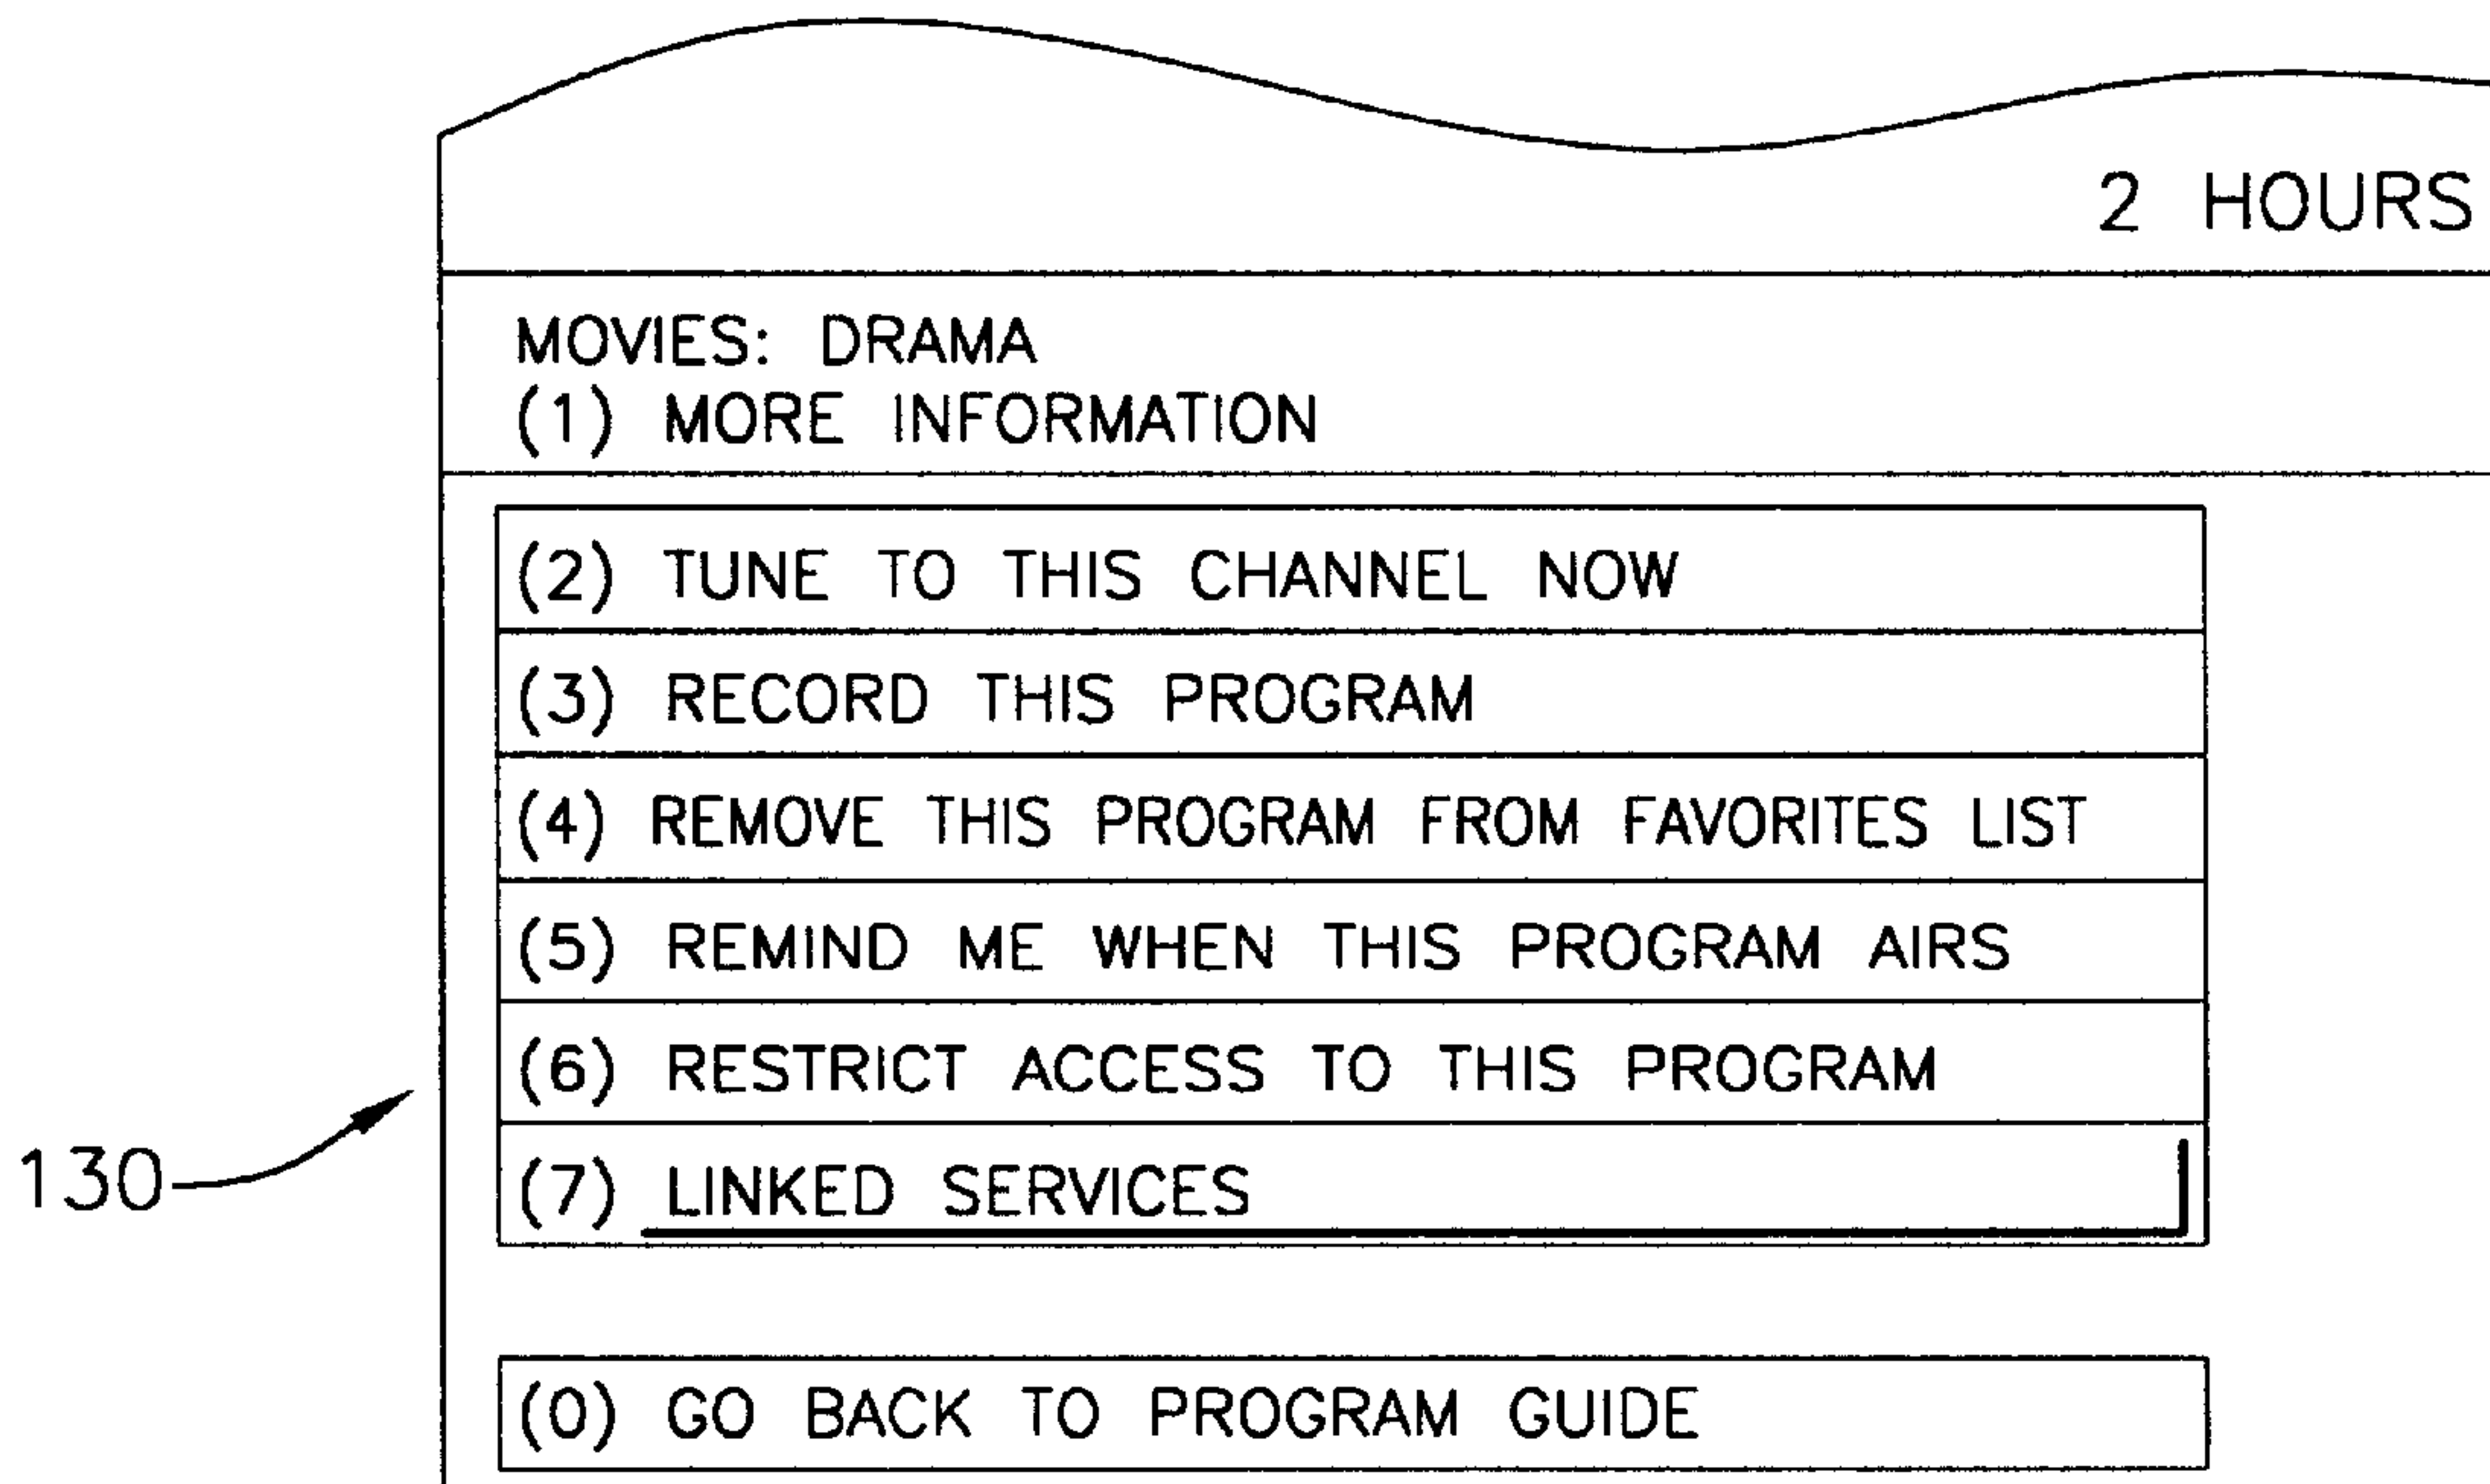 2 HOURS
MOVIES: DRAMA
(1) MORE INFORMATION
(2) TUNE TO THIS CHANNEL NOW
(3) RECORD THIS PROGRAM
(4) REMOVE THIS PROGRAM FROM FAVORITES LIST
(5) REMIND ME WHEN THIS PROGRAM AIRS
(6) RESTRICT ACCESS TO THIS PROGRAM
130
(7) LINKED SERVICES
(0) GO BACK TO PROGRAM GUIDE